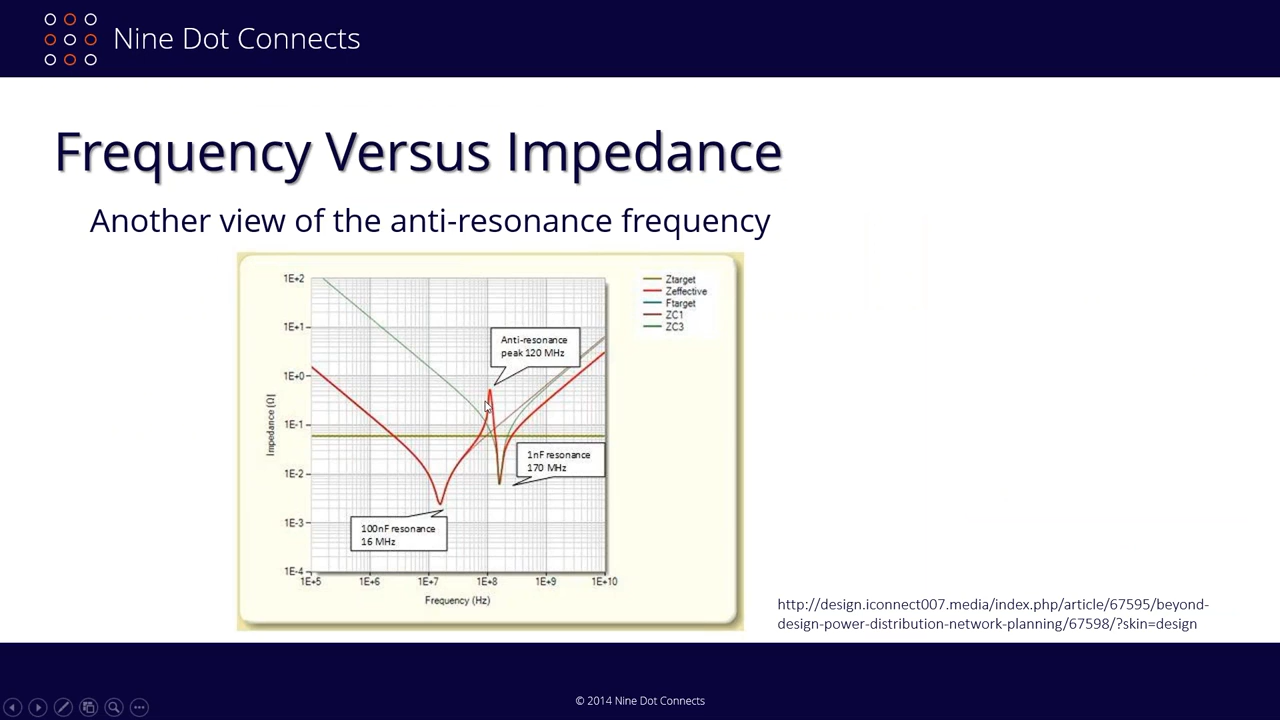 Nine Dot Connects
Frequency Versus Impedance
Another view of the anti-resonance frequency
1E+2
1E+1
1E+0
1E-1
1E-2
1E-3
1E-4
Impedance [Ω]
1E+5
1E+6
1E+7
1E+8
1E+9
1E+10
Frequency (Hz)
Anti-resonance
peak 120 MHz
1nF resonance
170 MHz
100nF resonance
16 MHz
Ztarget
Zeffective
Ftarget
ZC1
ZC3
http://design.iconnect007.media/index.php/article/67595/beyond-
design-power-distribution-network-planning/67598/?skin=design
© 2014 Nine Dot Connects